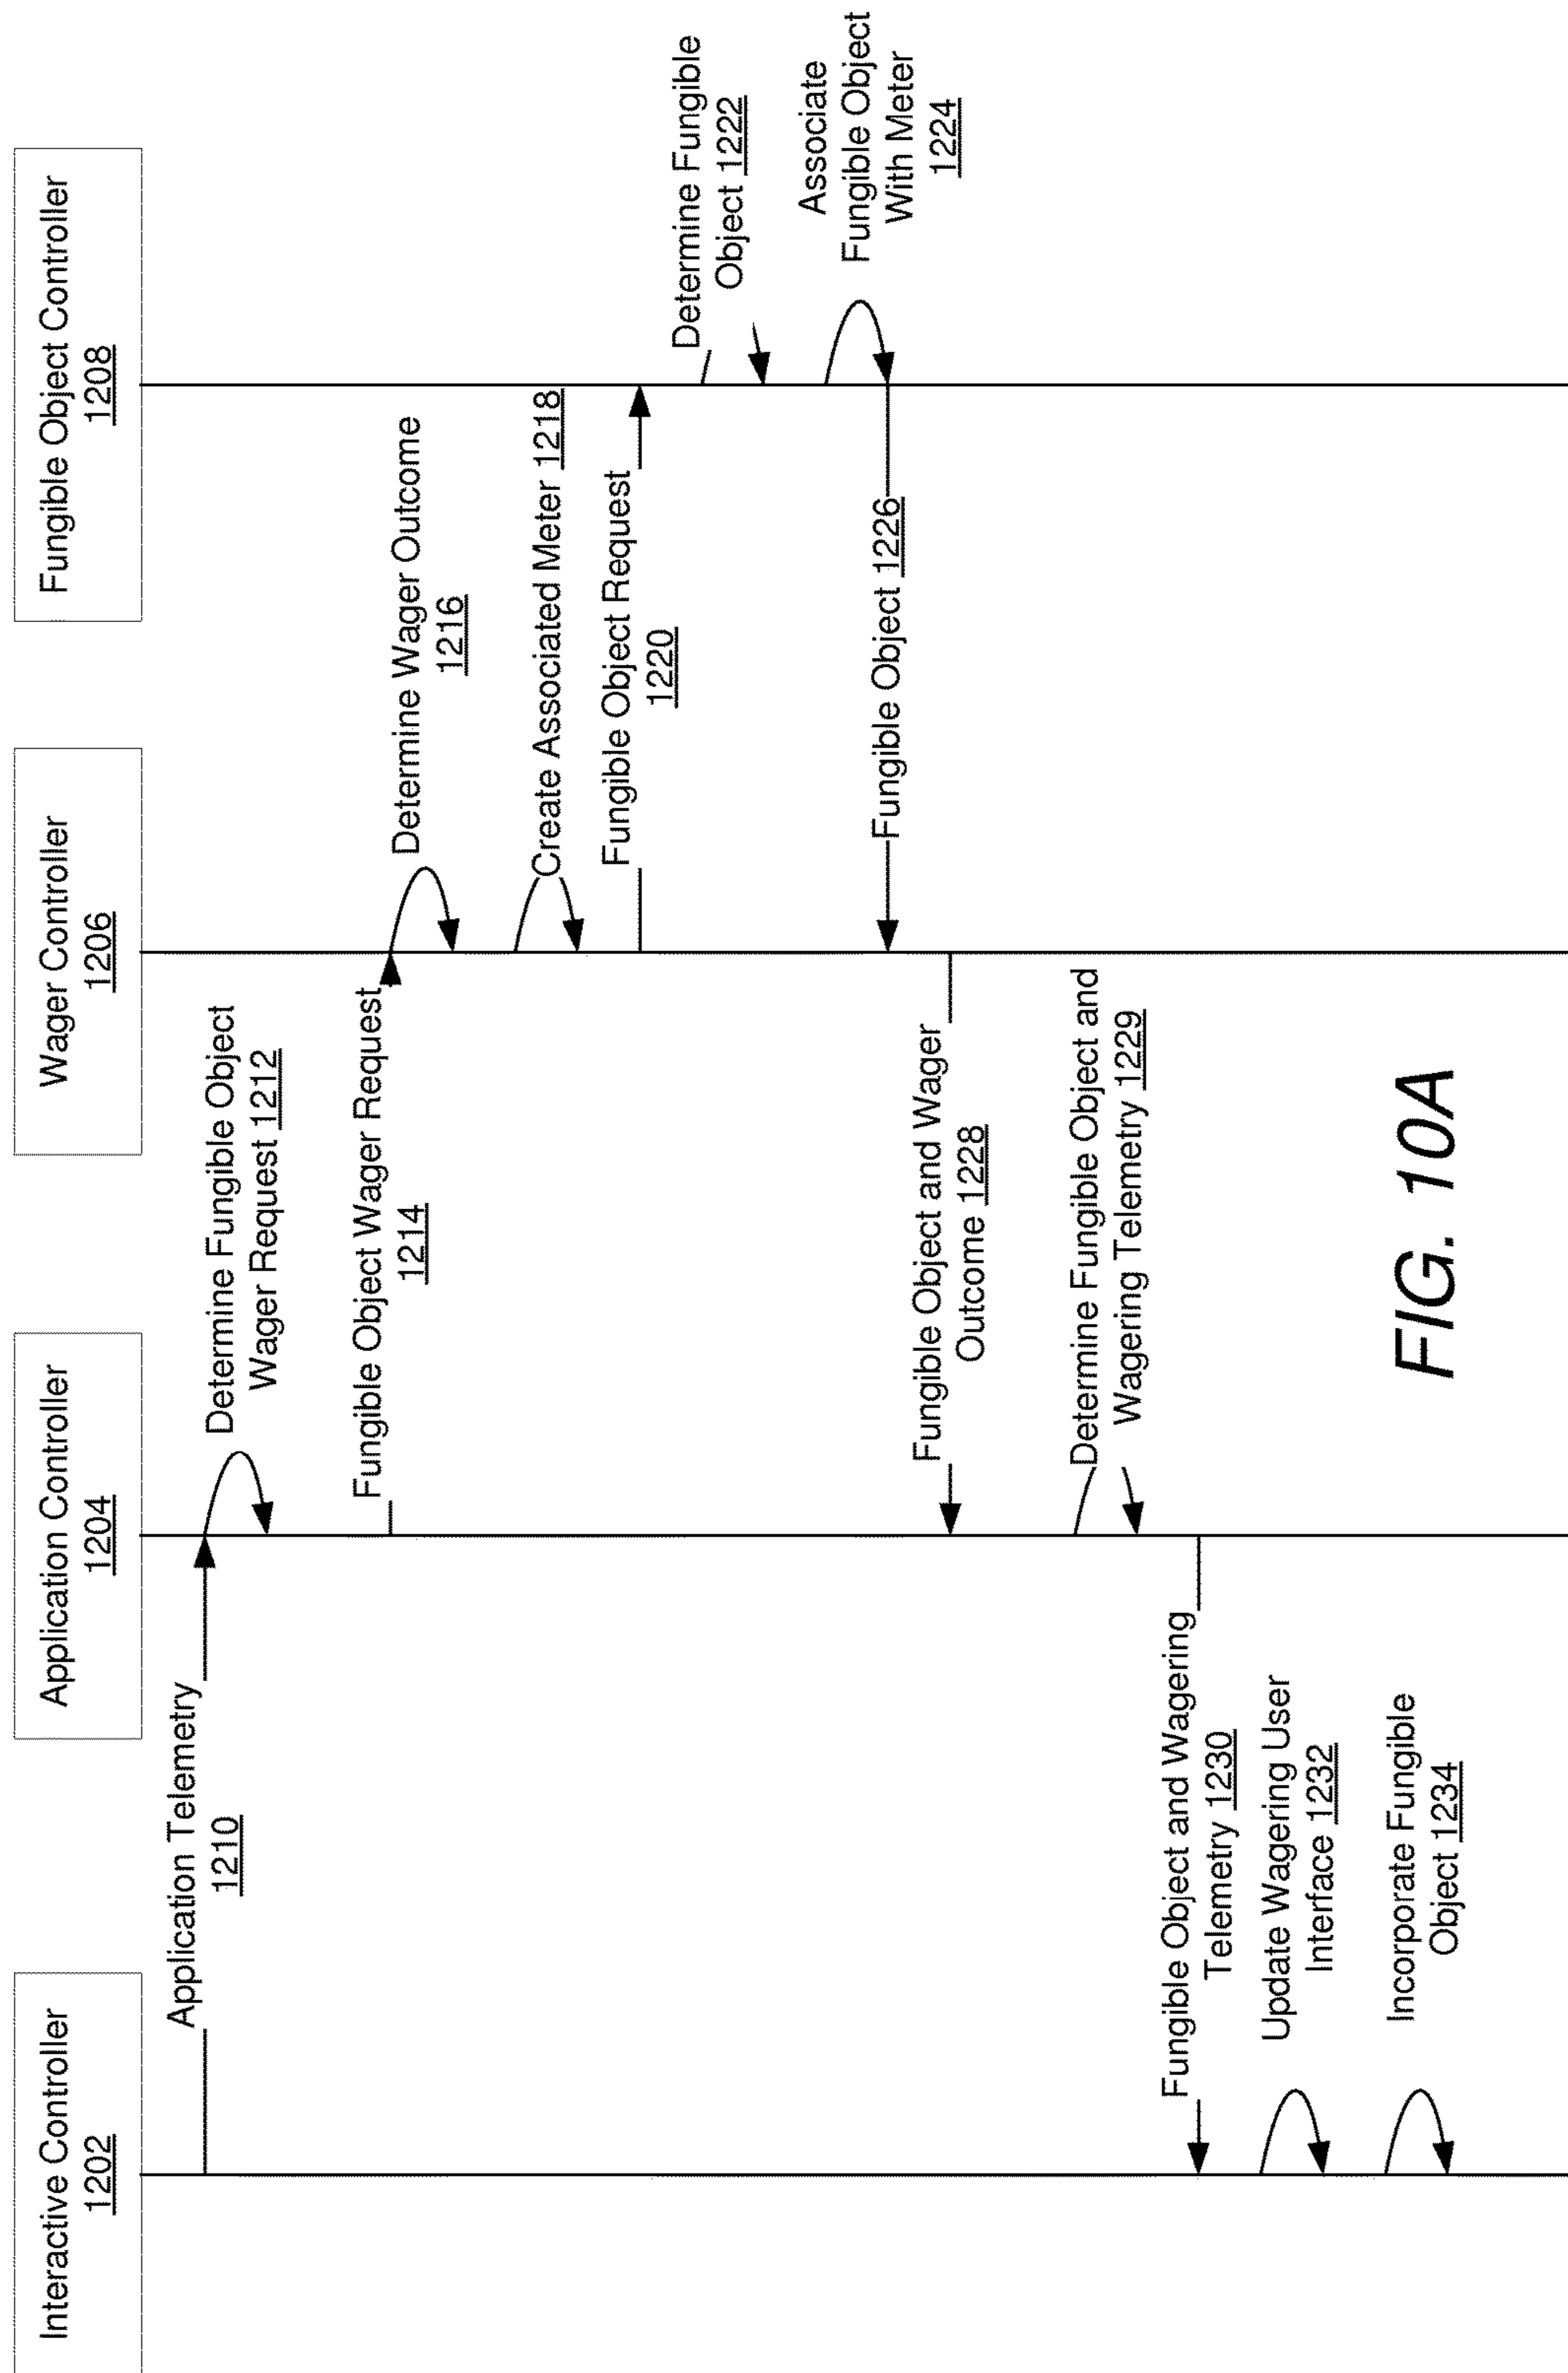 Interactive Controller
1202
Application Controller
1204
Wager Controller
1206
Fungible Object Controller
1208
Application Telemetry
1210
Determine Fungible Object
Wager Request 1212
Fungible Object Wager Request
1214
Determine Wager Outcome
1216
Create Associated Meter 1218
Fungible Object Request
1220
Determine Fungible
Object 1222
Associate
Fungible Object
With Meter
1224
Fungible Object 1226
Fungible Object and Wager
Outcome 1228
Determine Fungible Object and
Wagering Telemetry 1229
Fungible Object and Wagering
Telemetry 1230
Update Wagering User
Interface 1232
Incorporate Fungible
Object 1234
FIG. 10A